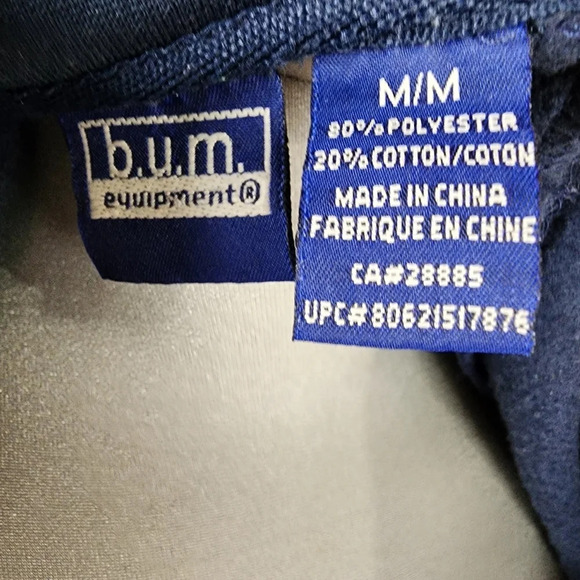 b.u.m.
equipment®
M/M
80% POLYESTER
20% COTTON/COTON
MADE IN CHINA
FABRIQUE EN CHINE
CA#28885
UPC#80621517876